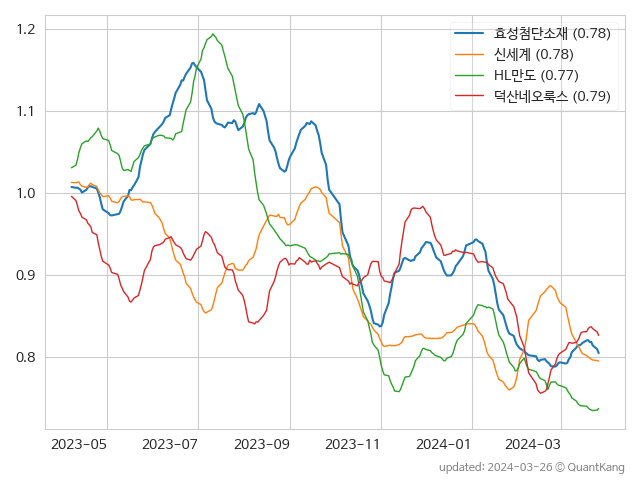 효성첨단소재 (0.78)
신세계 (0.78)
HL만도 (0.77)
덕산네오룩스 (0.79)
1.2
1.1
1.0
0.9
0.8
2023-05 2023-07 2023-09 2023-11 2024-01 2024-03
updated: 2024-03-26 © QuantKang